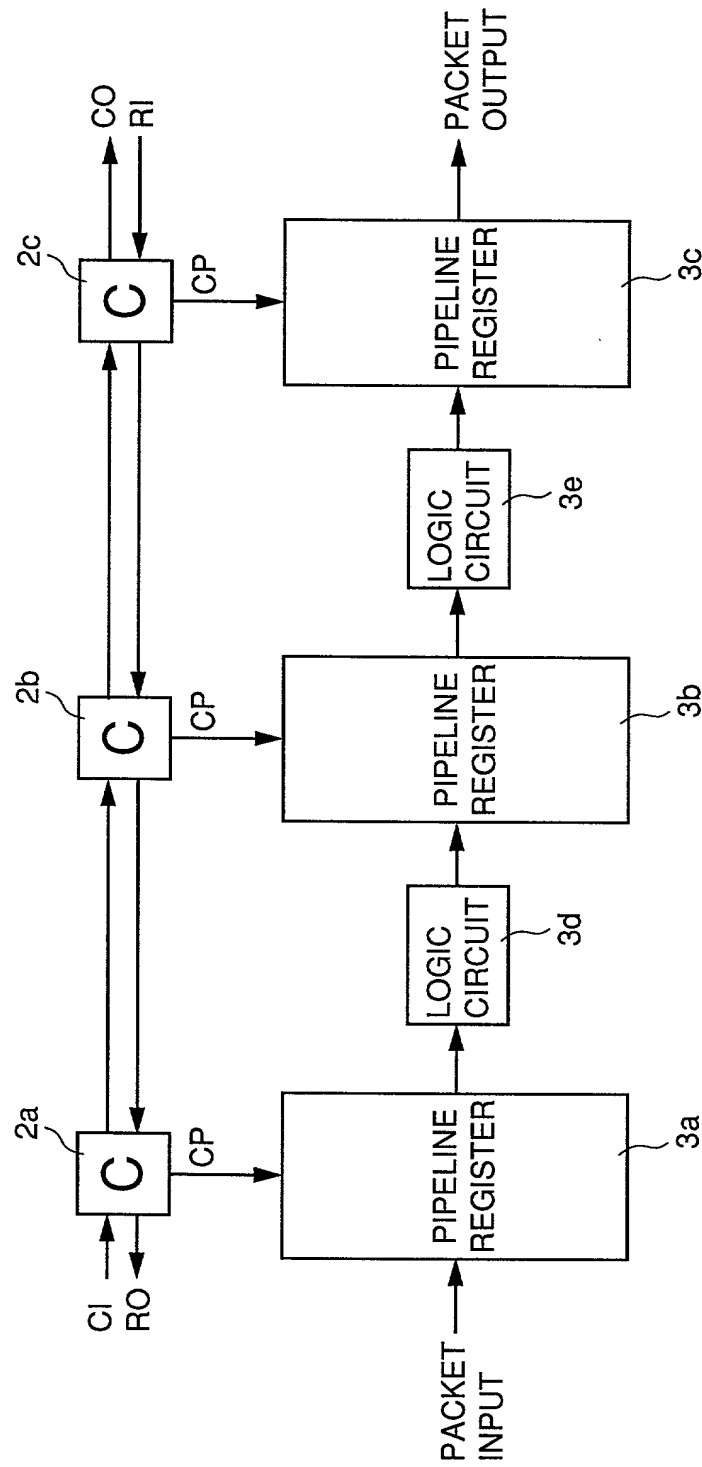 2a
2b
2c
CI
RO
C
C
C
CO
RI
CP
CP
CP
PACKET
INPUT
PIPELINE
REGISTER
LOGIC
CIRCUIT
PIPELINE
REGISTER
LOGIC
CIRCUIT
PIPELINE
REGISTER
PACKET
OUTPUT
3a
3d
3b
3e
3c